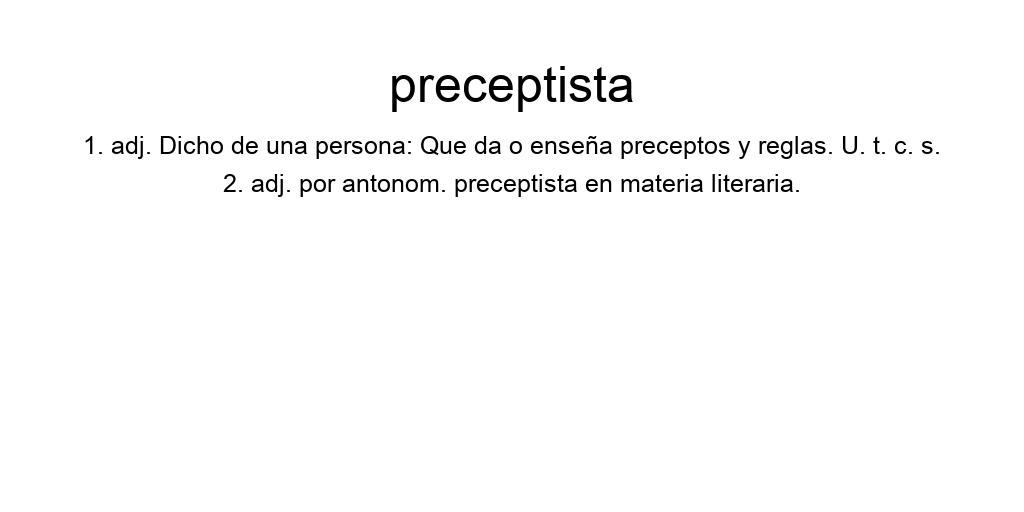 preceptista
1. adj. Dicho de una persona: Que da o enseña preceptos y reglas. U. t. c. s.
2. adj. por antonom. preceptista en materia literaria.